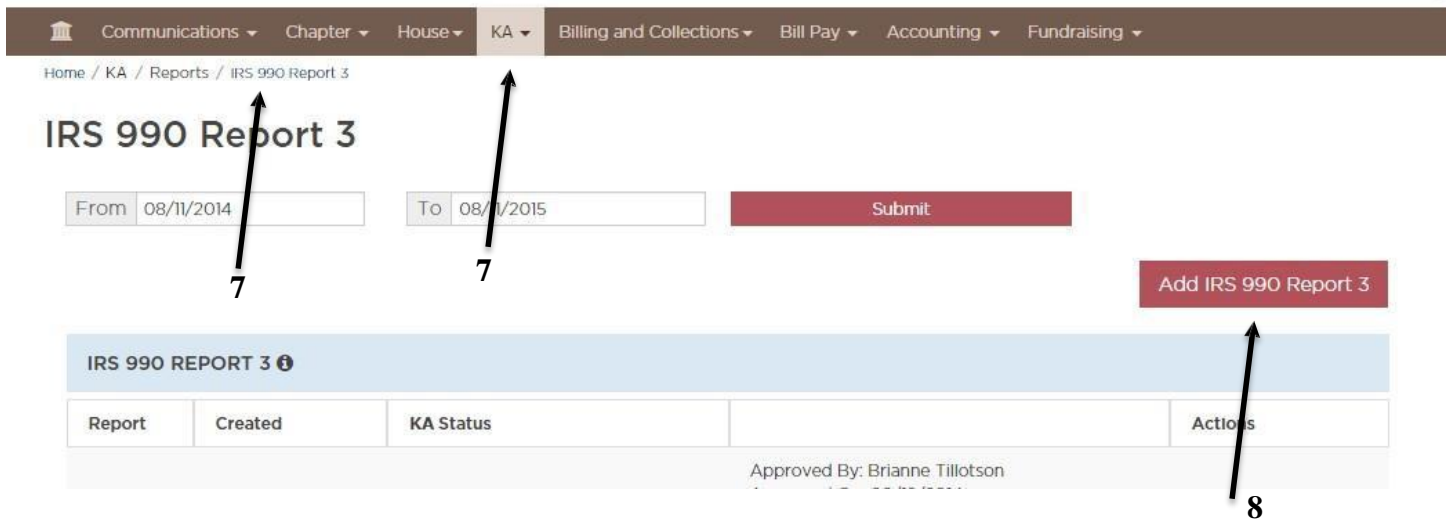 Communications Chapter House KA Billing and Collections Bill Pay Accounting Fundraising
Home / KA / Reports / IRS 990 Report 3
IRS 990 Report 3
From 08/11/2014 To 08/11/2015 Submit
7 7
Add IRS 990 Report 3
IRS 990 REPORT 3
Report Created KA Status Actions
Approved By: Brianne Tillotson
8